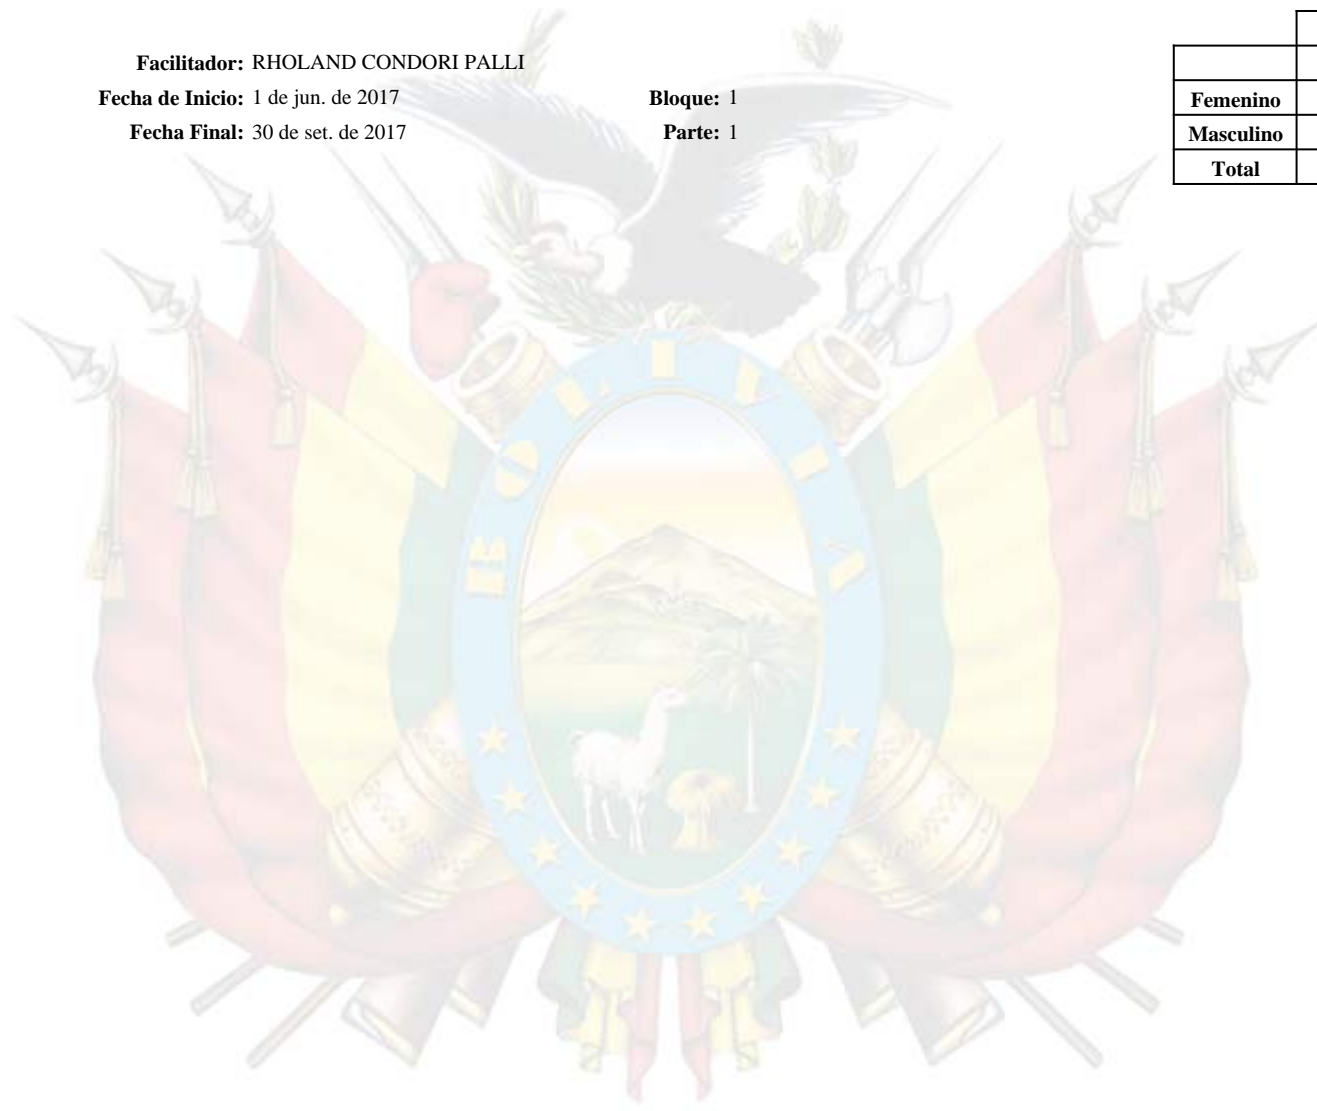 Facilitador: RHOLAND CONDORI PALLI
Fecha de Inicio: 1 de jun. de 2017 Bloque: 1
Fecha Final: 30 de set. de 2017 Parte: 1
Femenino
Masculino
Total
BOLIVIA